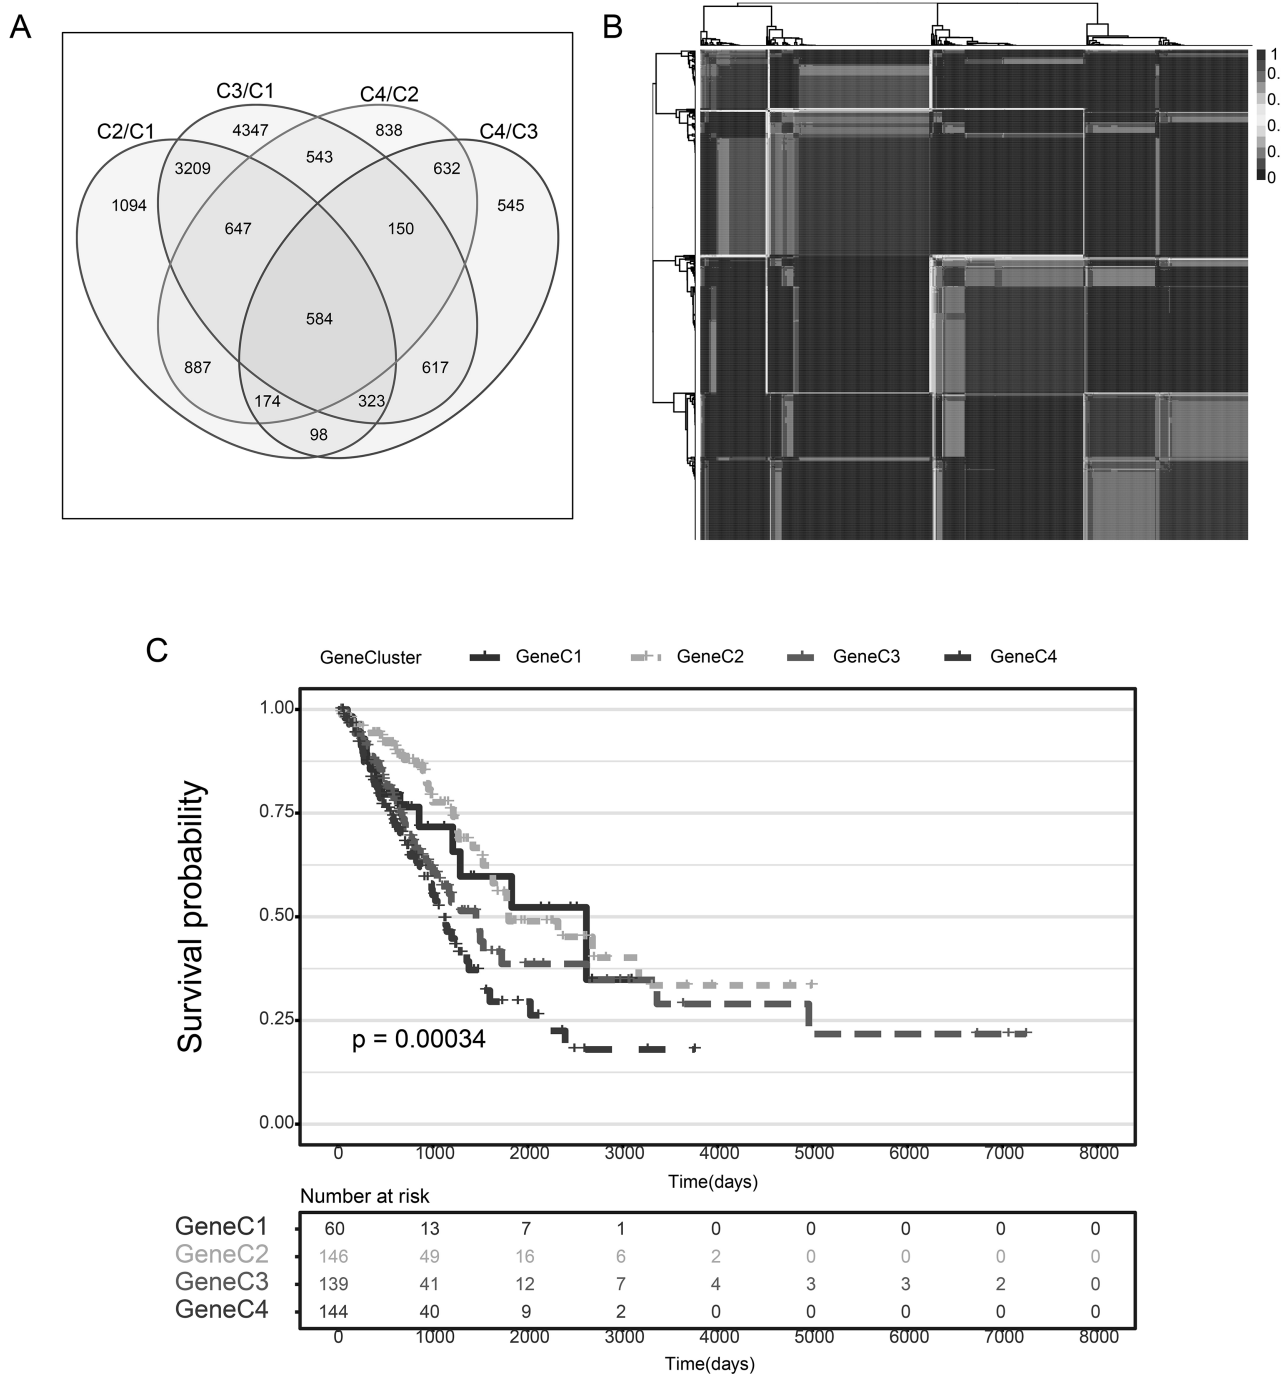 A
B
C3/C1
C4/C2
C2/C1
C4/C3
4347
838
543
3209
632
1094
545
647
150
584
887
617
174
323
98
1
0.
0.
0.
0.
0
C
GeneCluster GeneC1 GeneC2 GeneC3 GeneC4
1.00
0.75
0.50
0.25
0.00
Survival probability
p = 0.00034
0 1000 2000 3000 4000 5000 6000 7000 8000
Time(days)
Number at risk
GeneC1 60 13 7 1 0 0 0 0 0
GeneC2 146 49 16 6 2 0 0 0 0
GeneC3 139 41 12 7 4 3 3 2 0
GeneC4 144 40 9 2 0 0 0 0 0
0 1000 2000 3000 4000 5000 6000 7000 8000
Time(days)